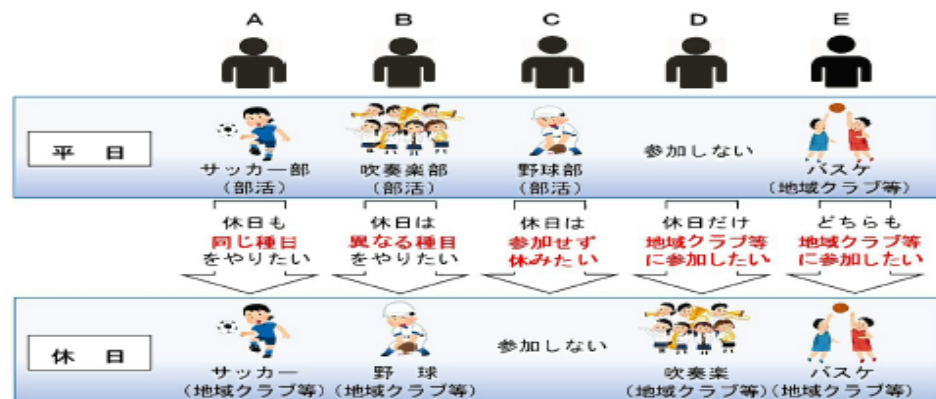 A B C D E
平 日
サッカー部
(部活)
吹奏楽部
(部活)
野球部
(部活)
参加しない
バスケ
(地域クラブ等)
休日も
同じ種目
をやりたい
休日は
異なる種目
をやりたい
休日は
参加せず
休みたい
休日だけ
地域クラブ等
に参加したい
どちらも
地域クラブ等
に参加したい
休 日
サッカー
(地域クラブ等)
野 球
(地域クラブ等)
参加しない
吹奏楽
(地域クラブ等)
バスケ
(地域クラブ等)